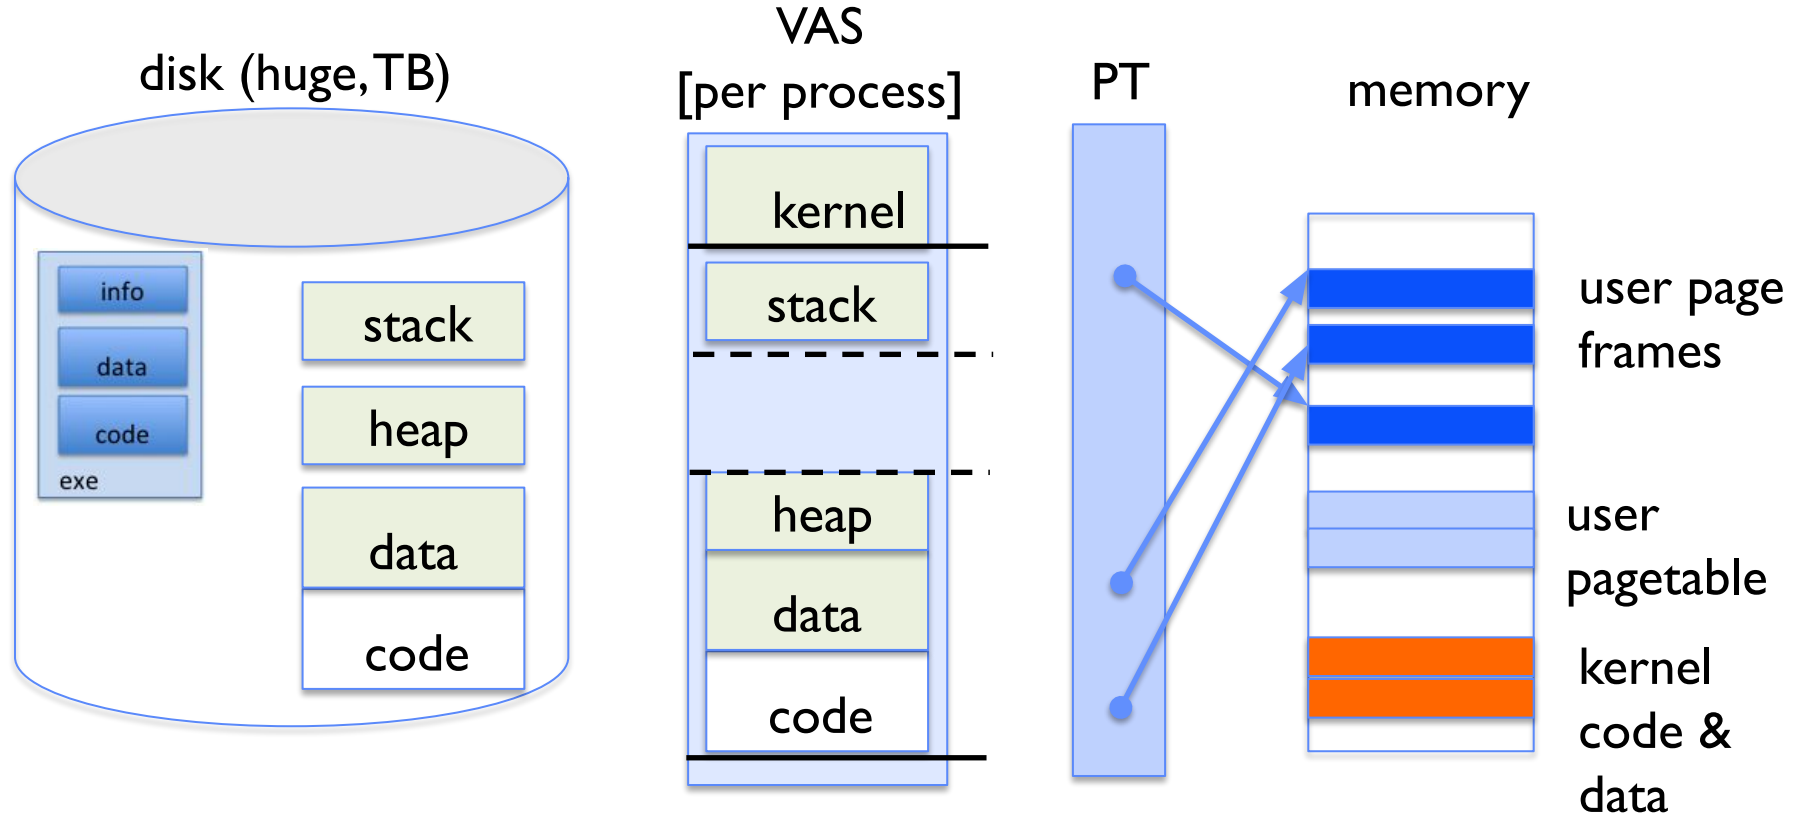 disk (huge, TB)
info
data
code
exe
stack
heap
data
code
VAS
[per process]
kernel
stack
heap
data
code
PT
memory
user page
frames
user
pagetable
kernel
code &
data